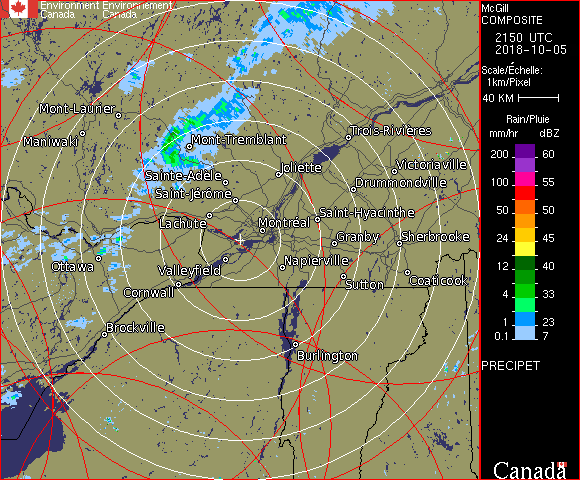 Environment Environnement
Canada Canada
McGill
COMPOSITE
2150 UTC
2018-10-05
Scale/Échelle:
1km/Pixel
40 KM
Rain/Pluie
mm/hr dBZ
200 60
150 57
100 55
50 50
24 45
12 40
4 33
1 23
0.1 7
PRECIPET
Canada
Mont-Laurier
Maniwaki
Mont-Tremblant
Trois-Rivières
Joliette
Victoriaville
Sainte-Adèle
Drummondville
Saint-Jérôme
Saint-Hyacinthe
Lachute
Montréal
Granby
Sherbrooke
Ottawa
Valleyfield
Napierville
Cornwall
Sutton
Coaticook
Brockville
Burlington